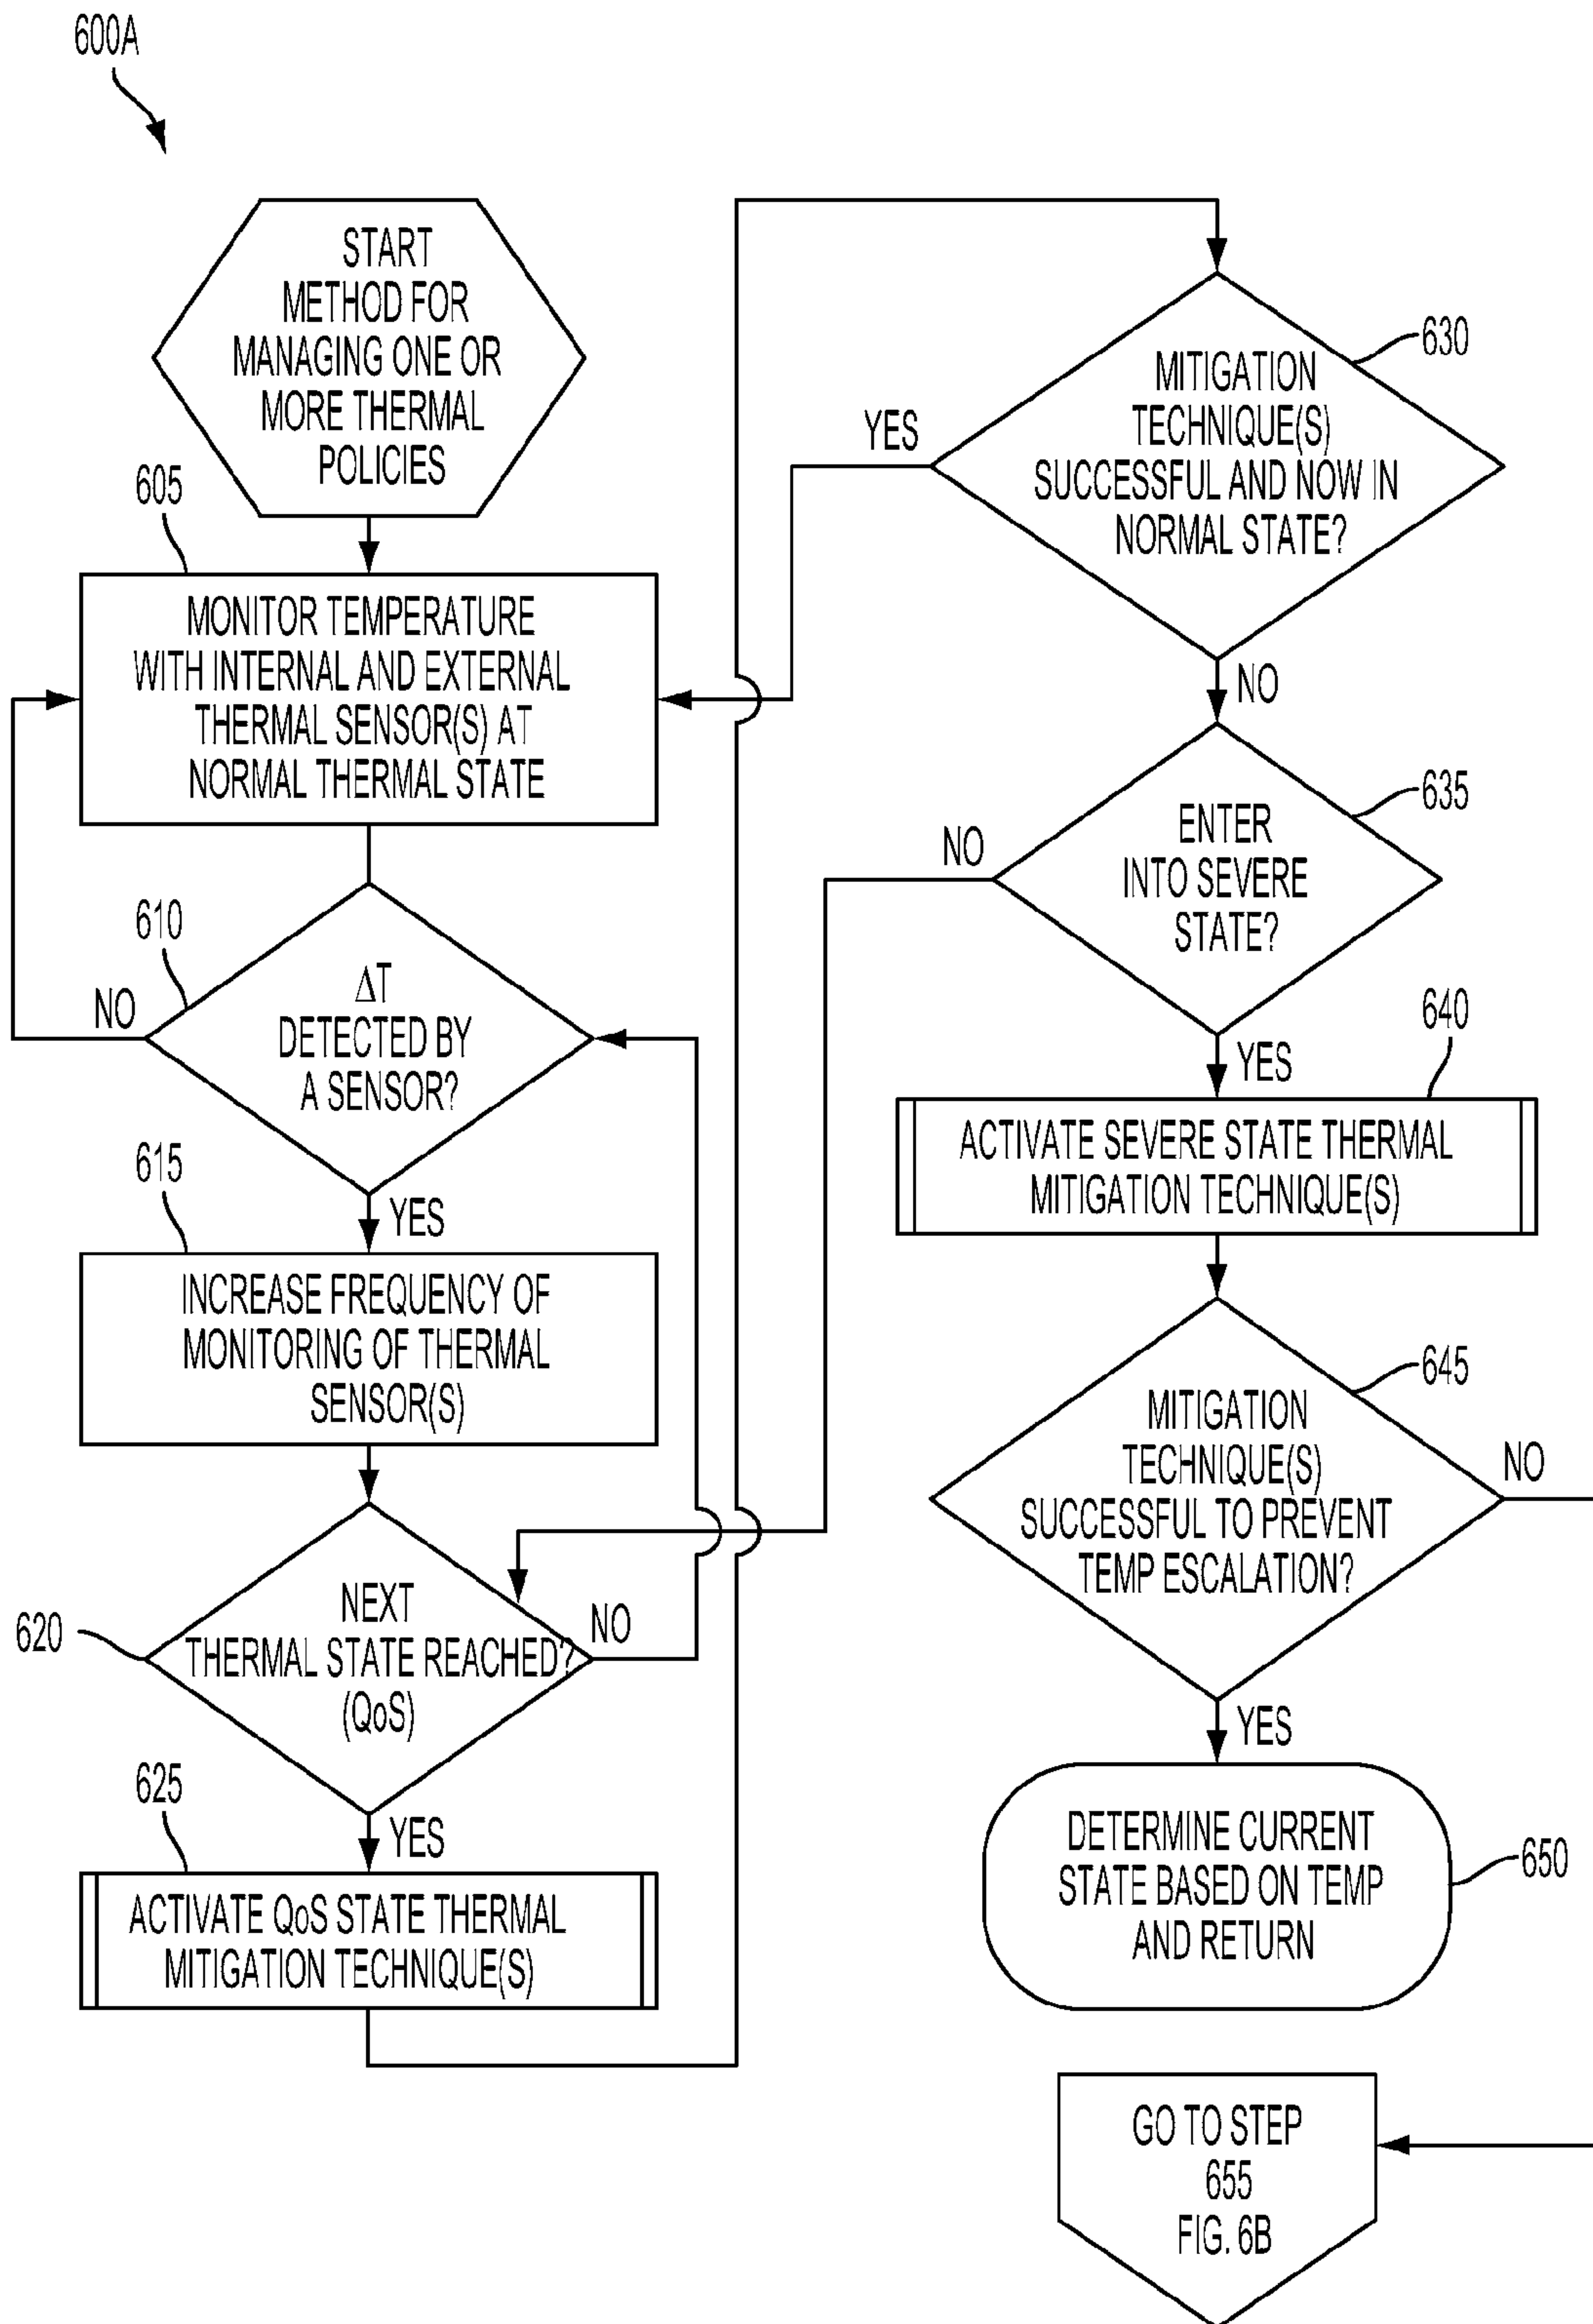 600A
START
METHOD FOR
MANAGING ONE OR
MORE THERMAL
POLICIES
605
MONITOR TEMPERATURE
WITH INTERNAL AND EXTERNAL
THERMAL SENSOR(S) AT
NORMAL THERMAL STATE
610
ΔT
DETECTED BY
A SENSOR?
NO
YES
615
INCREASE FREQUENCY OF
MONITORING OF THERMAL
SENSOR(S)
620
NEXT
THERMAL STATE REACHED?
(QoS)
NO
YES
625
ACTIVATE QoS STATE THERMAL
MITIGATION TECHNIQUE(S)
630
MITIGATION
TECHNIQUE(S)
SUCCESSFUL AND NOW IN
NORMAL STATE?
YES
NO
635
ENTER
INTO SEVERE
STATE?
NO
YES
640
ACTIVATE SEVERE STATE THERMAL
MITIGATION TECHNIQUE(S)
645
MITIGATION
TECHNIQUE(S)
SUCCESSFUL TO PREVENT
TEMP ESCALATION?
NO
YES
DETERMINE CURRENT
STATE BASED ON TEMP
AND RETURN
650
GO TO STEP
655
FIG. 6B